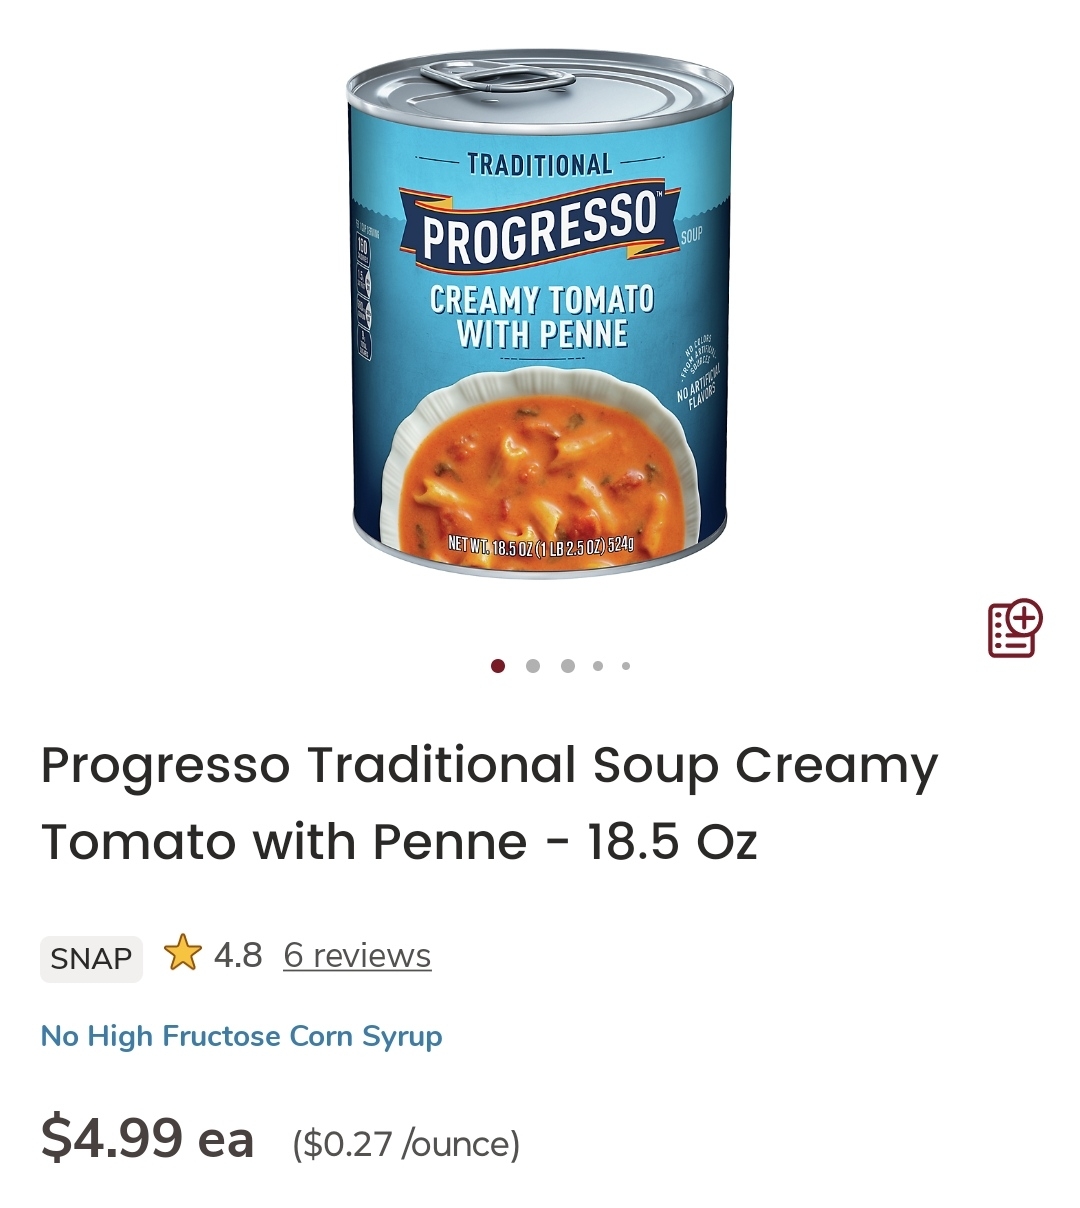 TRADITIONAL
PROGRESSO™
SOUP
CREAMY TOMATO
WITH PENNE
160
NO COLORS
FROM ARTIFICIAL
SOURCES
NO ARTIFICIAL
FLAVORS
NET WT. 18.5 OZ (1 LB 2.5 OZ) 524g
Progresso Traditional Soup Creamy
Tomato with Penne - 18.5 Oz
SNAP 4.8 6 reviews
No High Fructose Corn Syrup
$4.99 ea ($0.27 /ounce)